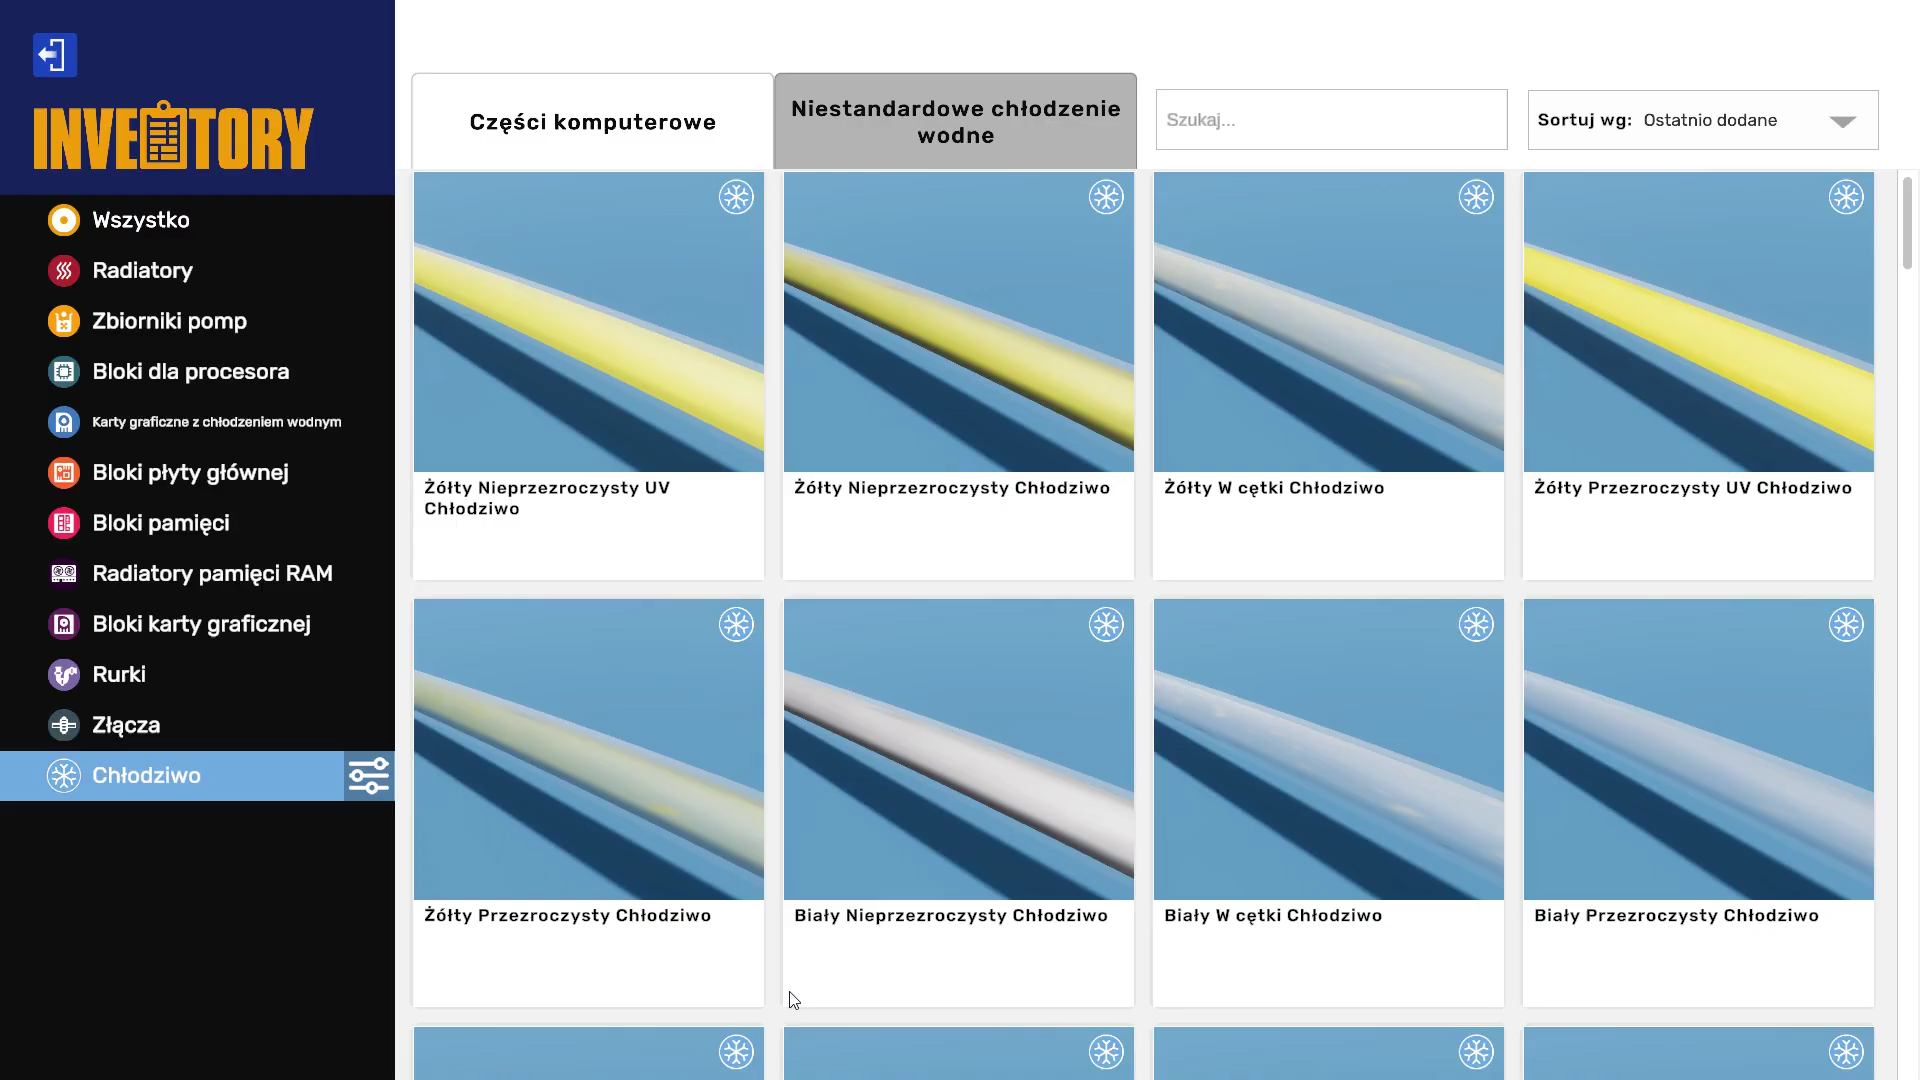 INVENTORY
Części komputerowe
Niestandardowe chłodzenie
wodne
Szukaj...
Sortuj wg: Ostatnio dodane
Wszystko
Radiatory
Zbiorniki pomp
Bloki dla procesora
Karty graficzne z chłodzeniem wodnym
Bloki płyty głównej
Bloki pamięci
Radiatory pamięci RAM
Bloki karty graficznej
Rurki
Złącza
Chłodziwo
Żółty Nieprzezroczysty UV
Chłodziwo
Żółty Nieprzezroczysty Chłodziwo
Żółty W cętki Chłodziwo
Żółty Przezroczysty UV Chłodziwo
Żółty Przezroczysty Chłodziwo
Biały Nieprzezroczysty Chłodziwo
Biały W cętki Chłodziwo
Biały Przezroczysty Chłodziwo